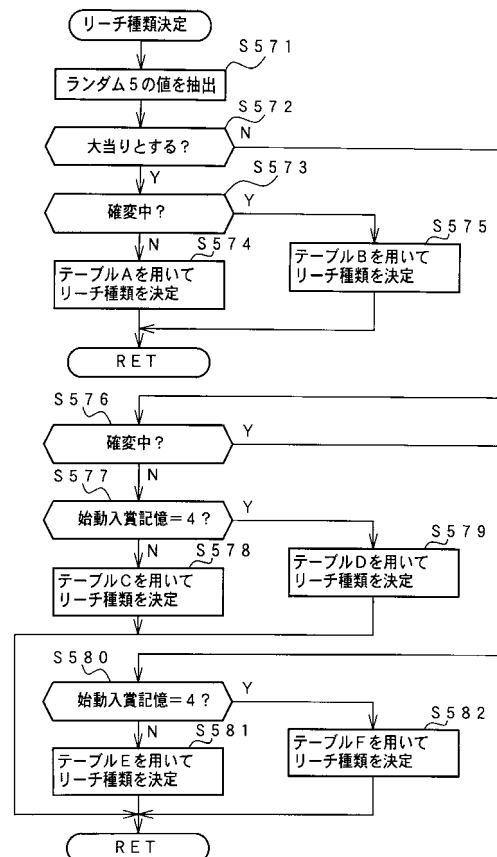 リーチ種類決定
S571
ランダム5の値を抽出
S572
大当りとする?
N
Y
S573
確変中?
Y
N
S574
S575
テーブルAを用いて
リーチ種類を決定
テーブルBを用いて
リーチ種類を決定
RET
S576
確変中?
Y
N
S577
始動入賞記憶=4?
Y
N
S578
S579
テーブルCを用いて
リーチ種類を決定
テーブルDを用いて
リーチ種類を決定
S580
始動入賞記憶=4?
Y
N
S581
S582
テーブルEを用いて
リーチ種類を決定
テーブルFを用いて
リーチ種類を決定
RET